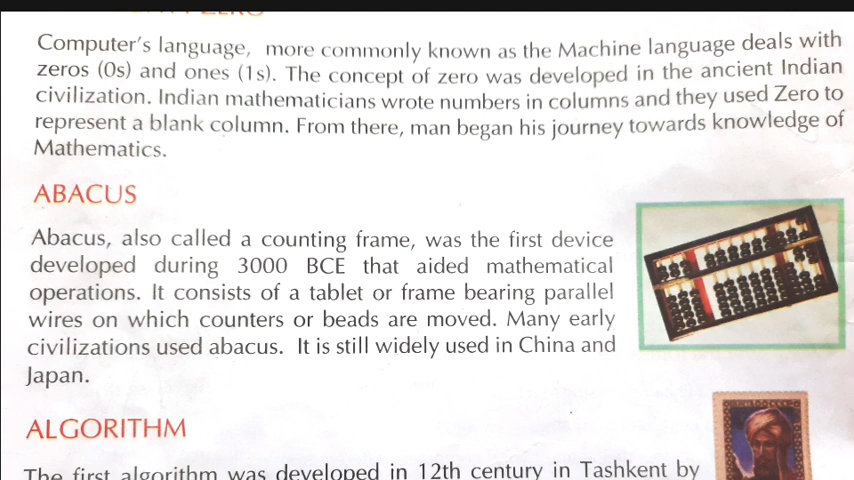 Computer's language, more commonly known as the Machine language deals with
zeros (0s) and ones (1s). The concept of zero was developed in the ancient Indian
civilization. Indian mathematicians wrote numbers in columns and they used Zero to
represent a blank column. From there, man began his journey towards knowledge of
Mathematics.
ABACUS
Abacus, also called a counting frame, was the first device
developed during 3000 BCE that aided mathematical
operations. It consists of a tablet or frame bearing parallel
wires on which counters or beads are moved. Many early
civilizations used abacus. It is still widely used in China and
Japan.
ALGORITHM
The first algorithm was developed in 12th century in Tashkent by